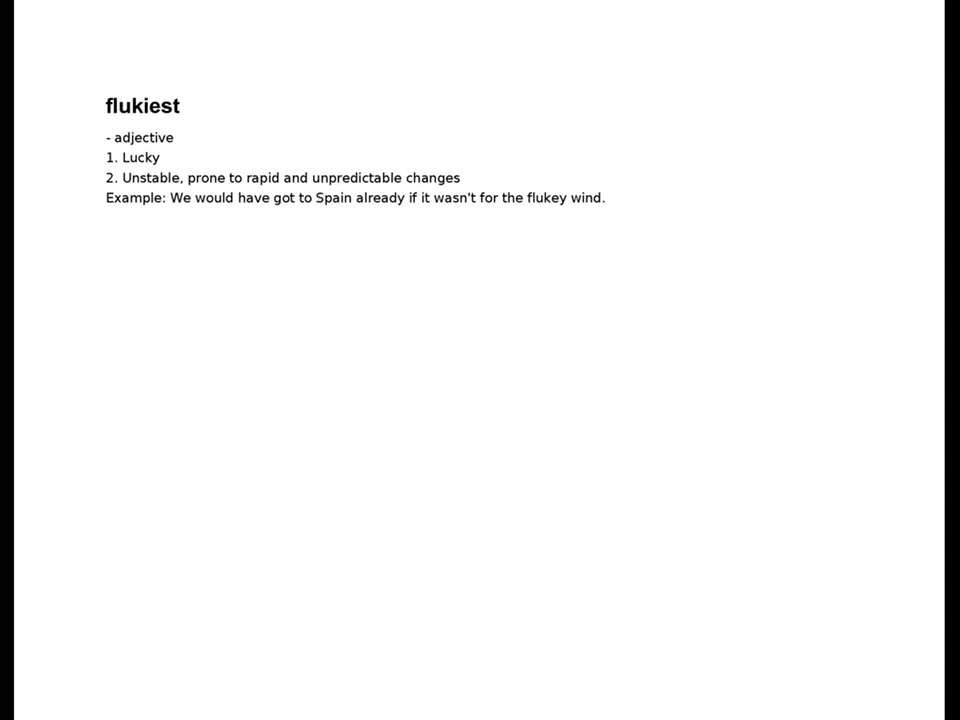 flukiest
- adjective
1. Lucky
2. Unstable, prone to rapid and unpredictable changes
Example: We would have got to Spain already if it wasn't for the flukey wind.